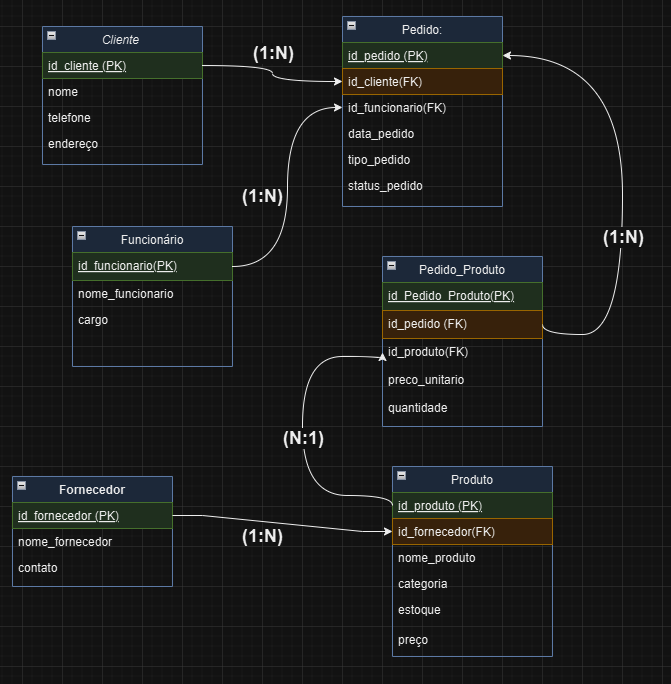 Cliente
id_cliente (PK)
nome
telefone
endereço
(1:N)
Pedido:
id_pedido (PK)
id_cliente(FK)
id_funcionario(FK)
data_pedido
tipo_pedido
status_pedido
(1:N)
Funcionário
id_funcionario(PK)
nome_funcionario
cargo
(1:N)
Pedido_Produto
id_Pedido_Produto(PK)
id_pedido (FK)
id_produto(FK)
preco_unitario
quantidade
(N:1)
Fornecedor
id_fornecedor (PK)
nome_fornecedor
contato
(1:N)
Produto
id_produto (PK)
id_fornecedor(FK)
nome_produto
categoria
estoque
preço